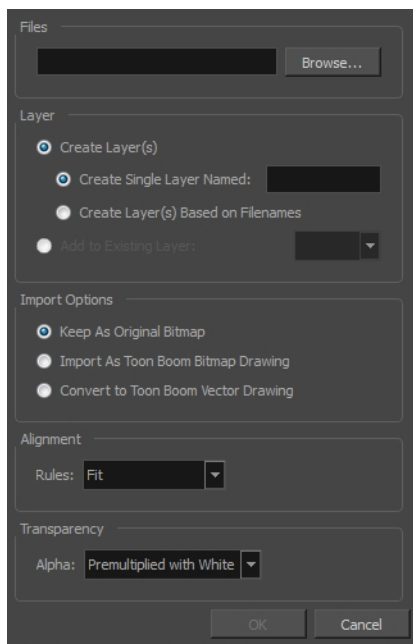 Files
Browse...
Layer
Create Layer(s)
Create Single Layer Named:
Create Layer(s) Based on Filenames
Add to Existing Layer:
Import Options
Keep As Original Bitmap
Import As Toon Boom Bitmap Drawing
Convert to Toon Boom Vector Drawing
Alignment
Rules: Fit
Transparency
Alpha: Premultiplied with White
OK Cancel